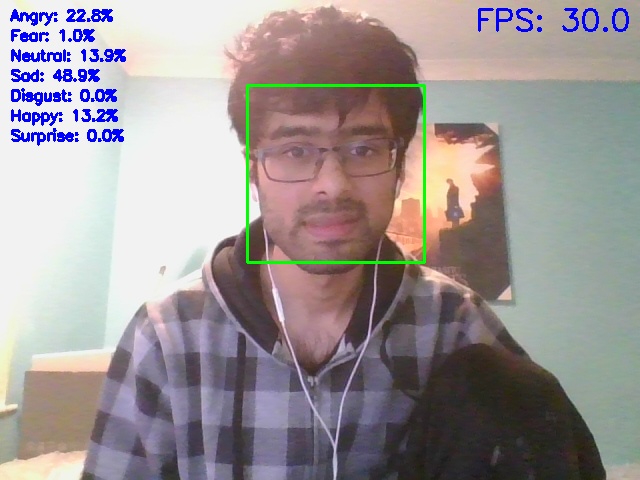 Angry: 22.8%
FPS: 30.0
Fear: 1.0%
Neutral: 13.9%
Sad: 48.9%
Disgust: 0.0%
Happy: 13.2%
Surprise: 0.0%